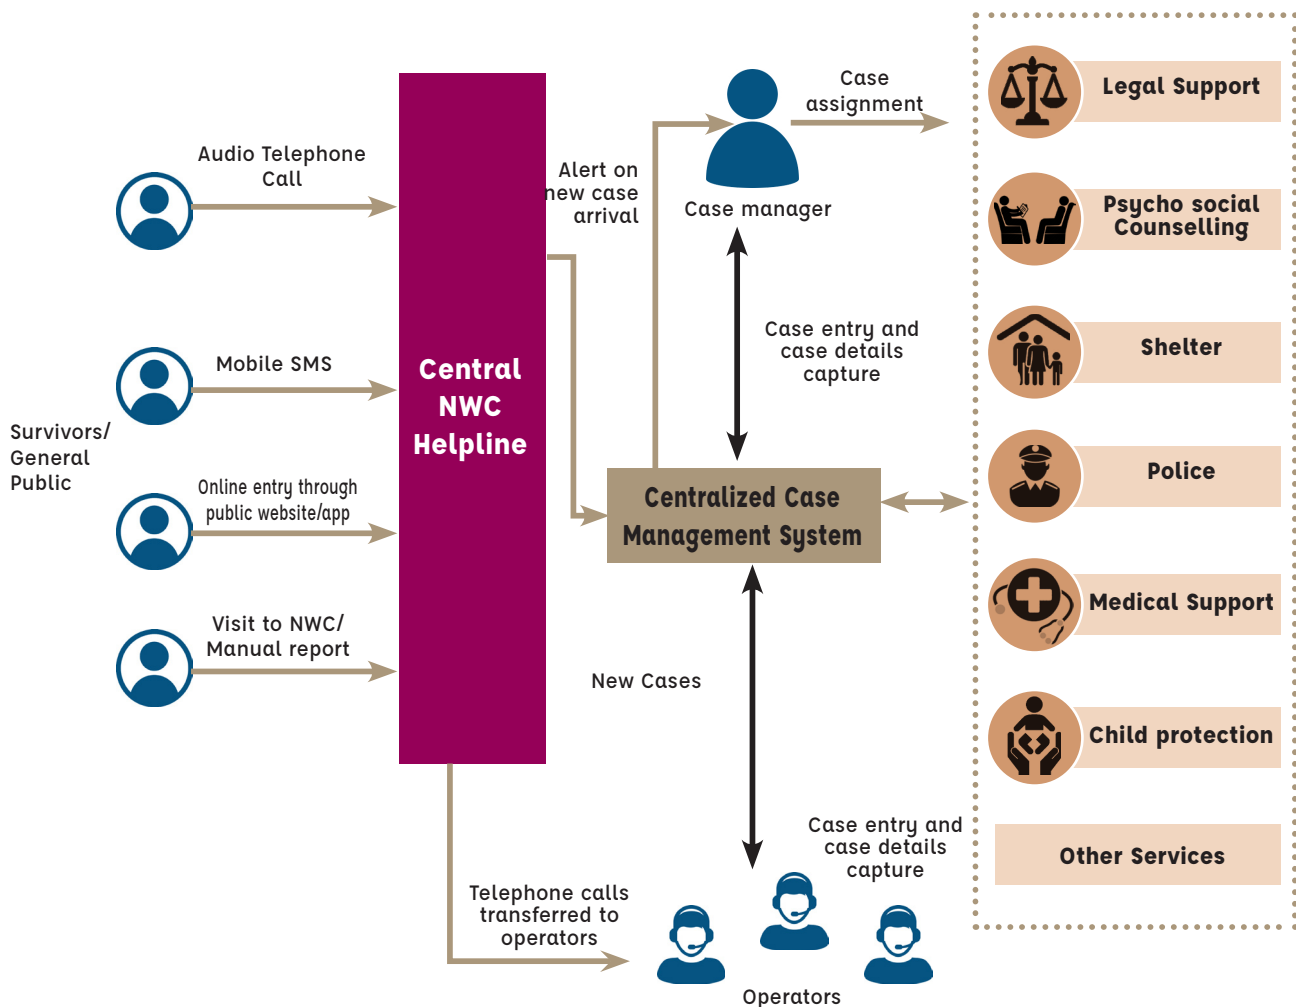 Survivors/
General
Public
Audio Telephone
Call
Mobile SMS
Online entry through
public website/app
Visit to NWC/
Manual report
Central
NWC
Helpline
Alert on
new case
arrival
Case manager
Case
assignment
Case entry and
case details
capture
Centralized Case
Management System
New Cases
Case entry and
case details
capture
Telephone calls
transferred to
operators
Operators
Legal Support
Psycho social
Counselling
Shelter
Police
Medical Support
Child protection
Other Services